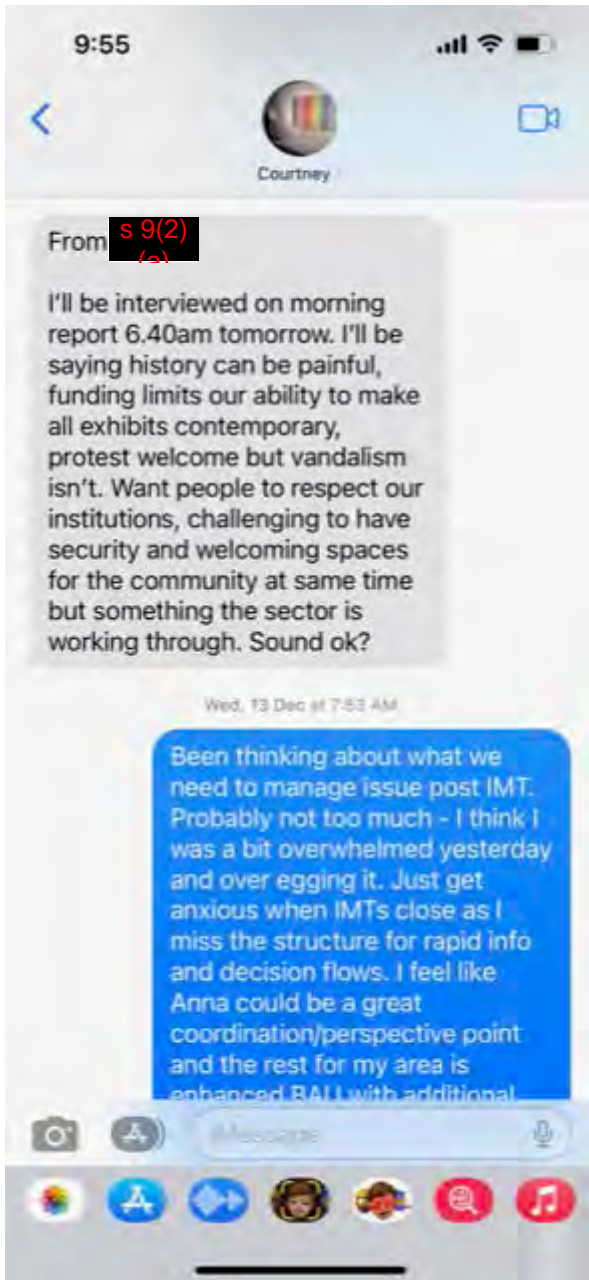 9:55
Courtney
From s 9(2)
(a)
I'll be interviewed on morning
report 6.40am tomorrow. I'll be
saying history can be painful,
funding limits our ability to make
all exhibits contemporary,
protest welcome but vandalism
isn't. Want people to respect our
institutions, challenging to have
security and welcoming spaces
for the community at same time
but something the sector is
working through. Sound ok?
Wed, 13 Dec at 7:53 AM
Been thinking about what we
need to manage issue post IMT.
Probably not too much - I think I
was a bit overwhelmed yesterday
and over egging it. Just get
anxious when IMTs close as I
miss the structure for rapid info
and decision flows. I feel like
Anna could be a great
coordination/perspective point
and the rest for my area is
enhanced BAU with additional
iMessage